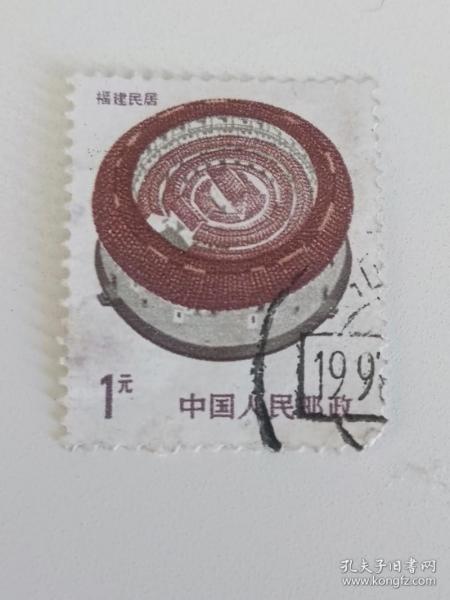 福建民居
1元
中国人民邮政
199
孔夫子旧书网
www.kongfz.com